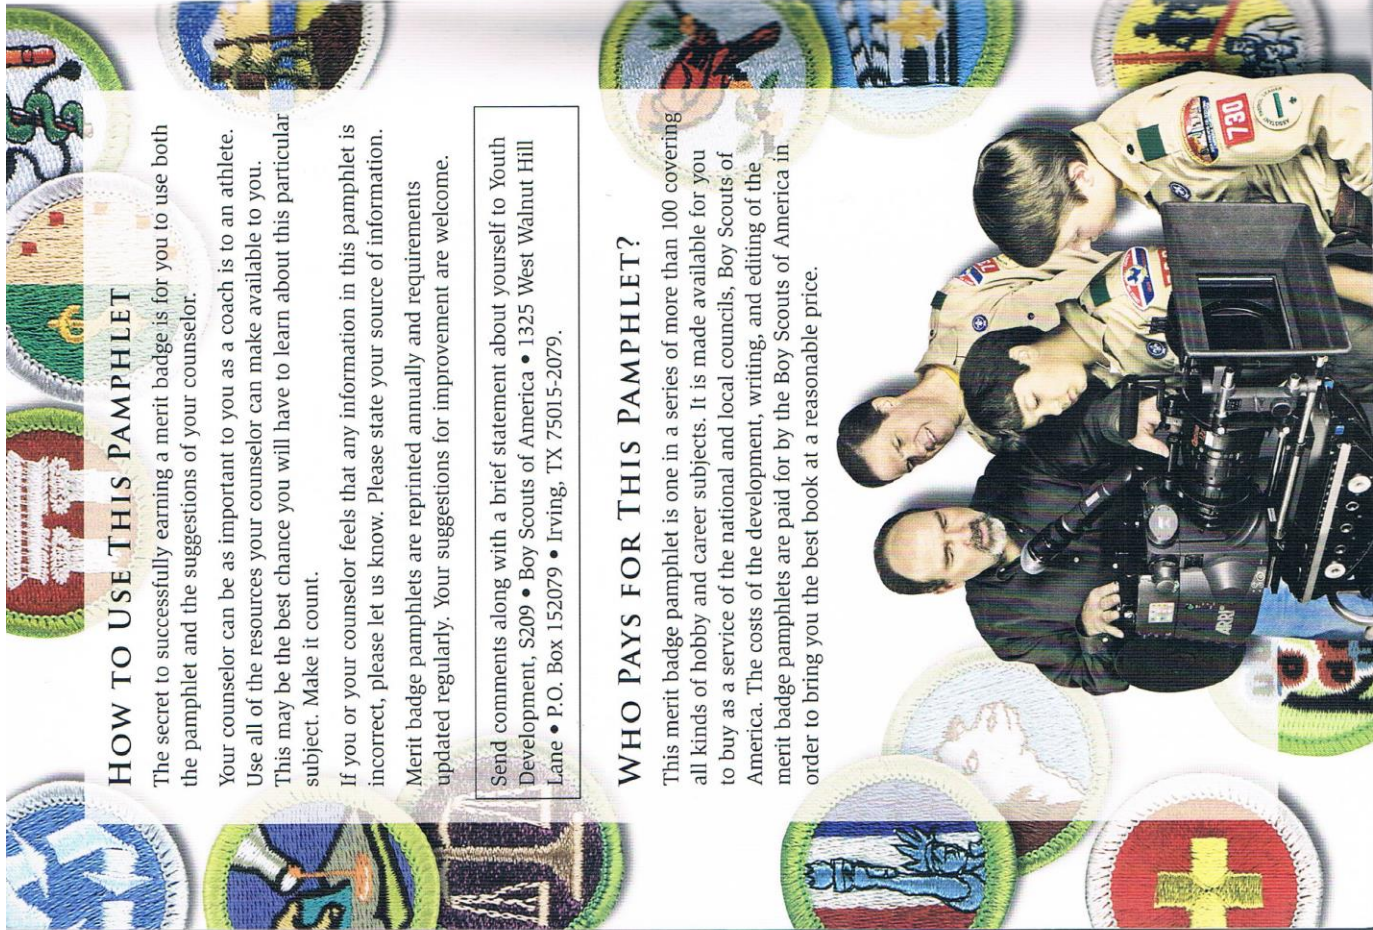 HOW TO USE THIS PAMPHLET
The secret to successfully earning a merit badge is for you to use both
the pamphlet and the suggestions of your counselor.
Your counselor can be as important to you as a coach is to an athlete.
Use all of the resources your counselor can make available to you.
This may be the best chance you will have to learn about this particular
subject. Make it count.
If you or your counselor feels that any information in this pamphlet is
incorrect, please let us know. Please state your source of information.
Merit badge pamphlets are reprinted annually and requirements
updated regularly. Your suggestions for improvement are welcome.
Send comments along with a brief statement about yourself to Youth
Development, S209 • Boy Scouts of America • 1325 West Walnut Hill
Lane • P.O. Box 152079 • Irving, TX 75015-2079.
WHO PAYS FOR THIS PAMPHLET?
This merit badge pamphlet is one in a series of more than 100 covering
all kinds of hobby and career subjects. It is made available for you
to buy as a service of the national and local councils, Boy Scouts of
America. The costs of the development, writing, and editing of the
merit badge pamphlets are paid for by the Boy Scouts of America in
order to bring you the best book at a reasonable price.
730
ARRI